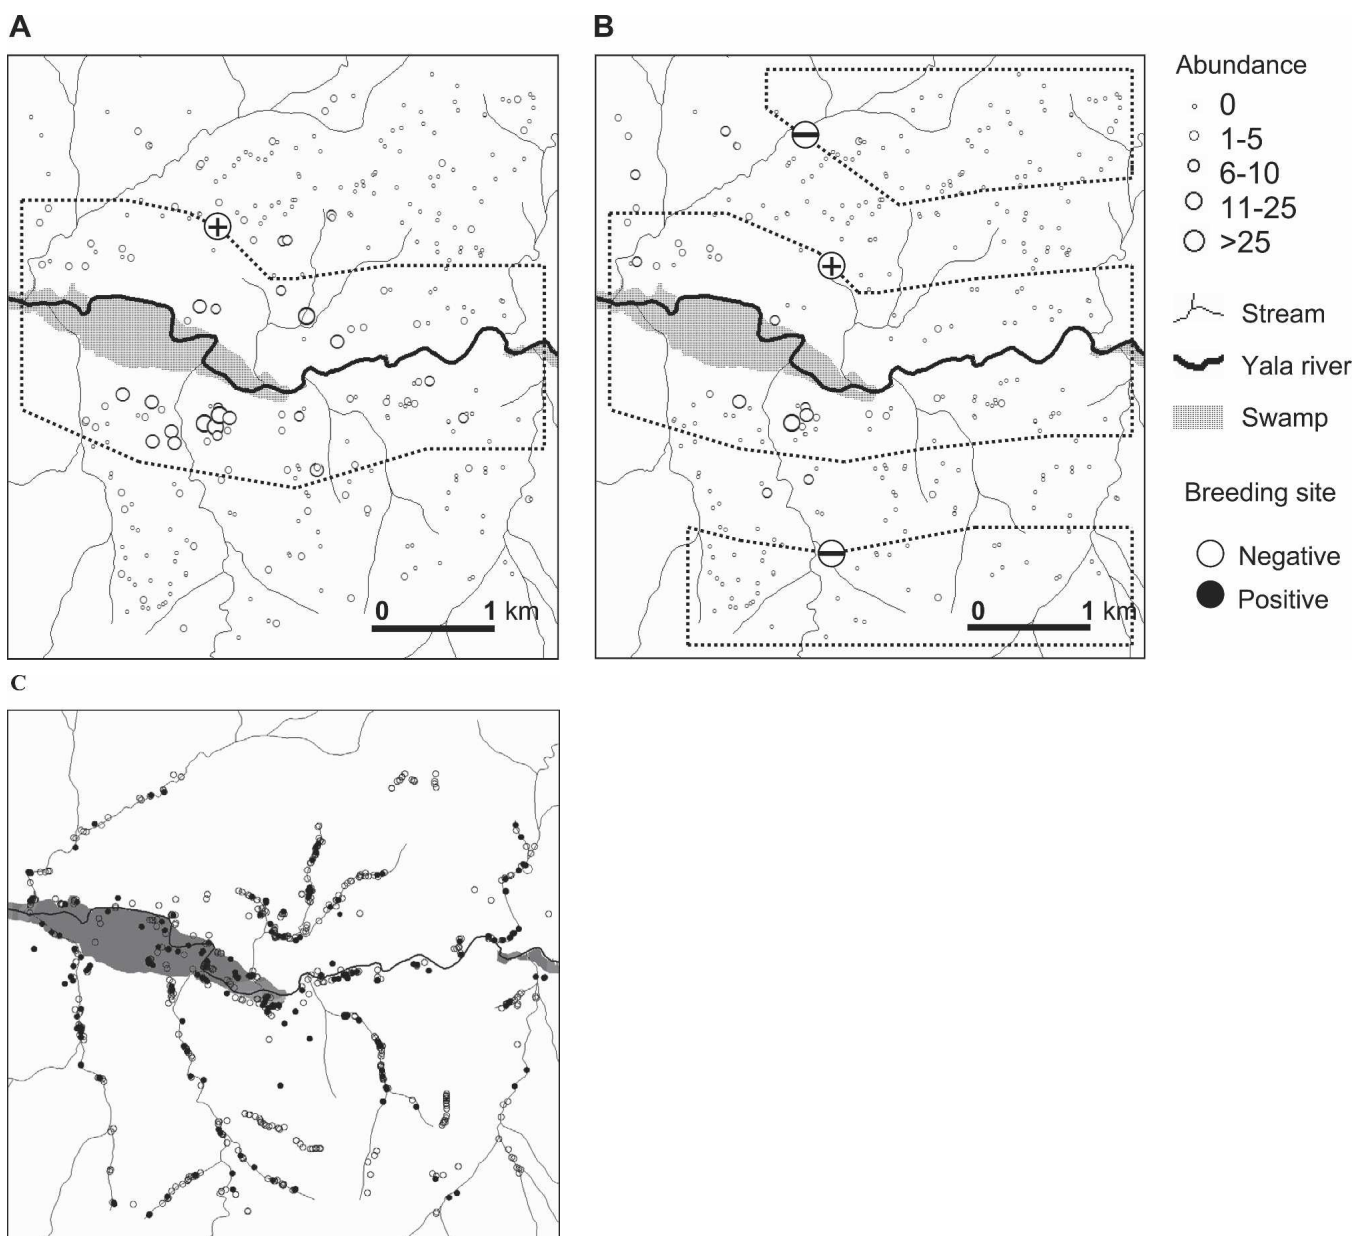 A
B
Abundance
0
1-5
6-10
11-25
>25
Stream
Yala river
Swamp
Breeding site
Negative
Positive
0 1 km
0 1 km
C